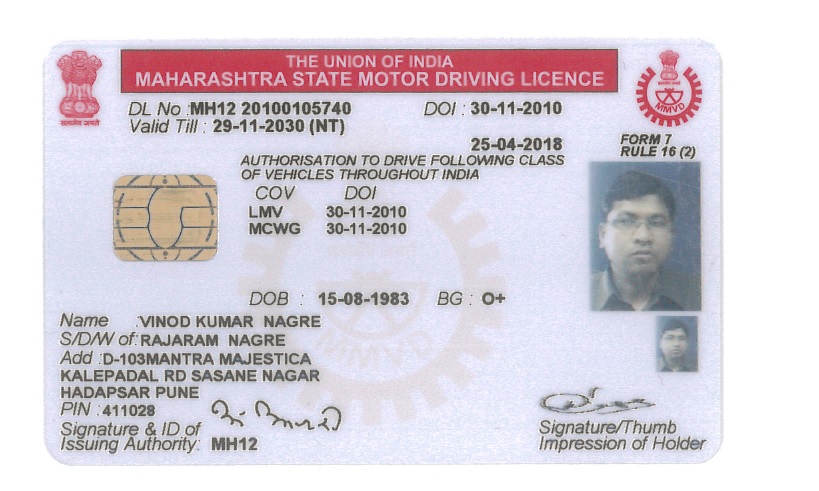 THE UNION OF INDIA
MAHARASHTRA STATE MOTOR DRIVING LICENCE
सत्यमेव जयते
DL No :MH12 20100105740 DOI : 30-11-2010
Valid Till : 29-11-2030 (NT)
MMVD
25-04-2018
FORM 7
RULE 16 (2)
AUTHORISATION TO DRIVE FOLLOWING CLASS
OF VEHICLES THROUGHOUT INDIA
COV DOI
LMV 30-11-2010
MCWG 30-11-2010
DOB : 15-08-1983 BG : O+
MMVD
Name :VINOD KUMAR NAGRE
S/D/W of:RAJARAM NAGRE
Add :D-103MANTRA MAJESTICA
KALEPADAL RD SASANE NAGAR
HADAPSAR PUNE
PIN :411028
Signature & ID of
Issuing Authority: MH12
Signature/Thumb
Impression of Holder